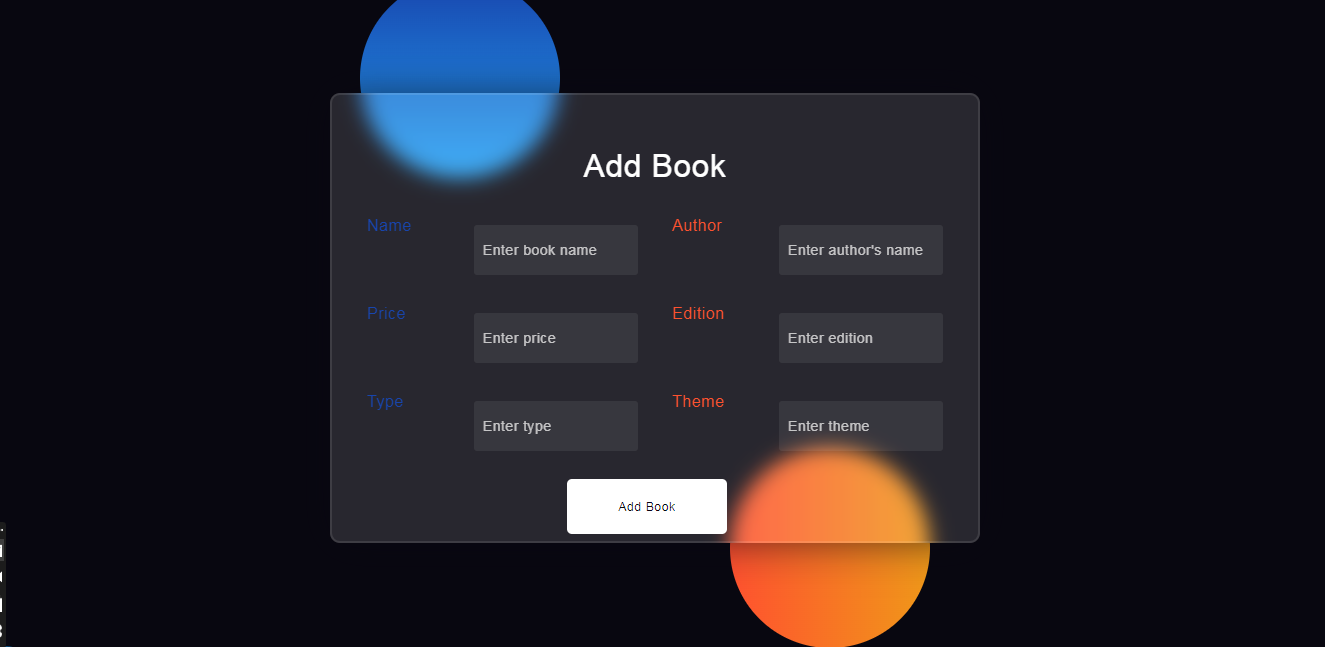 Add Book
Name
Enter book name
Author
Enter author's name
Price
Enter price
Edition
Enter edition
Type
Enter type
Theme
Enter theme
Add Book